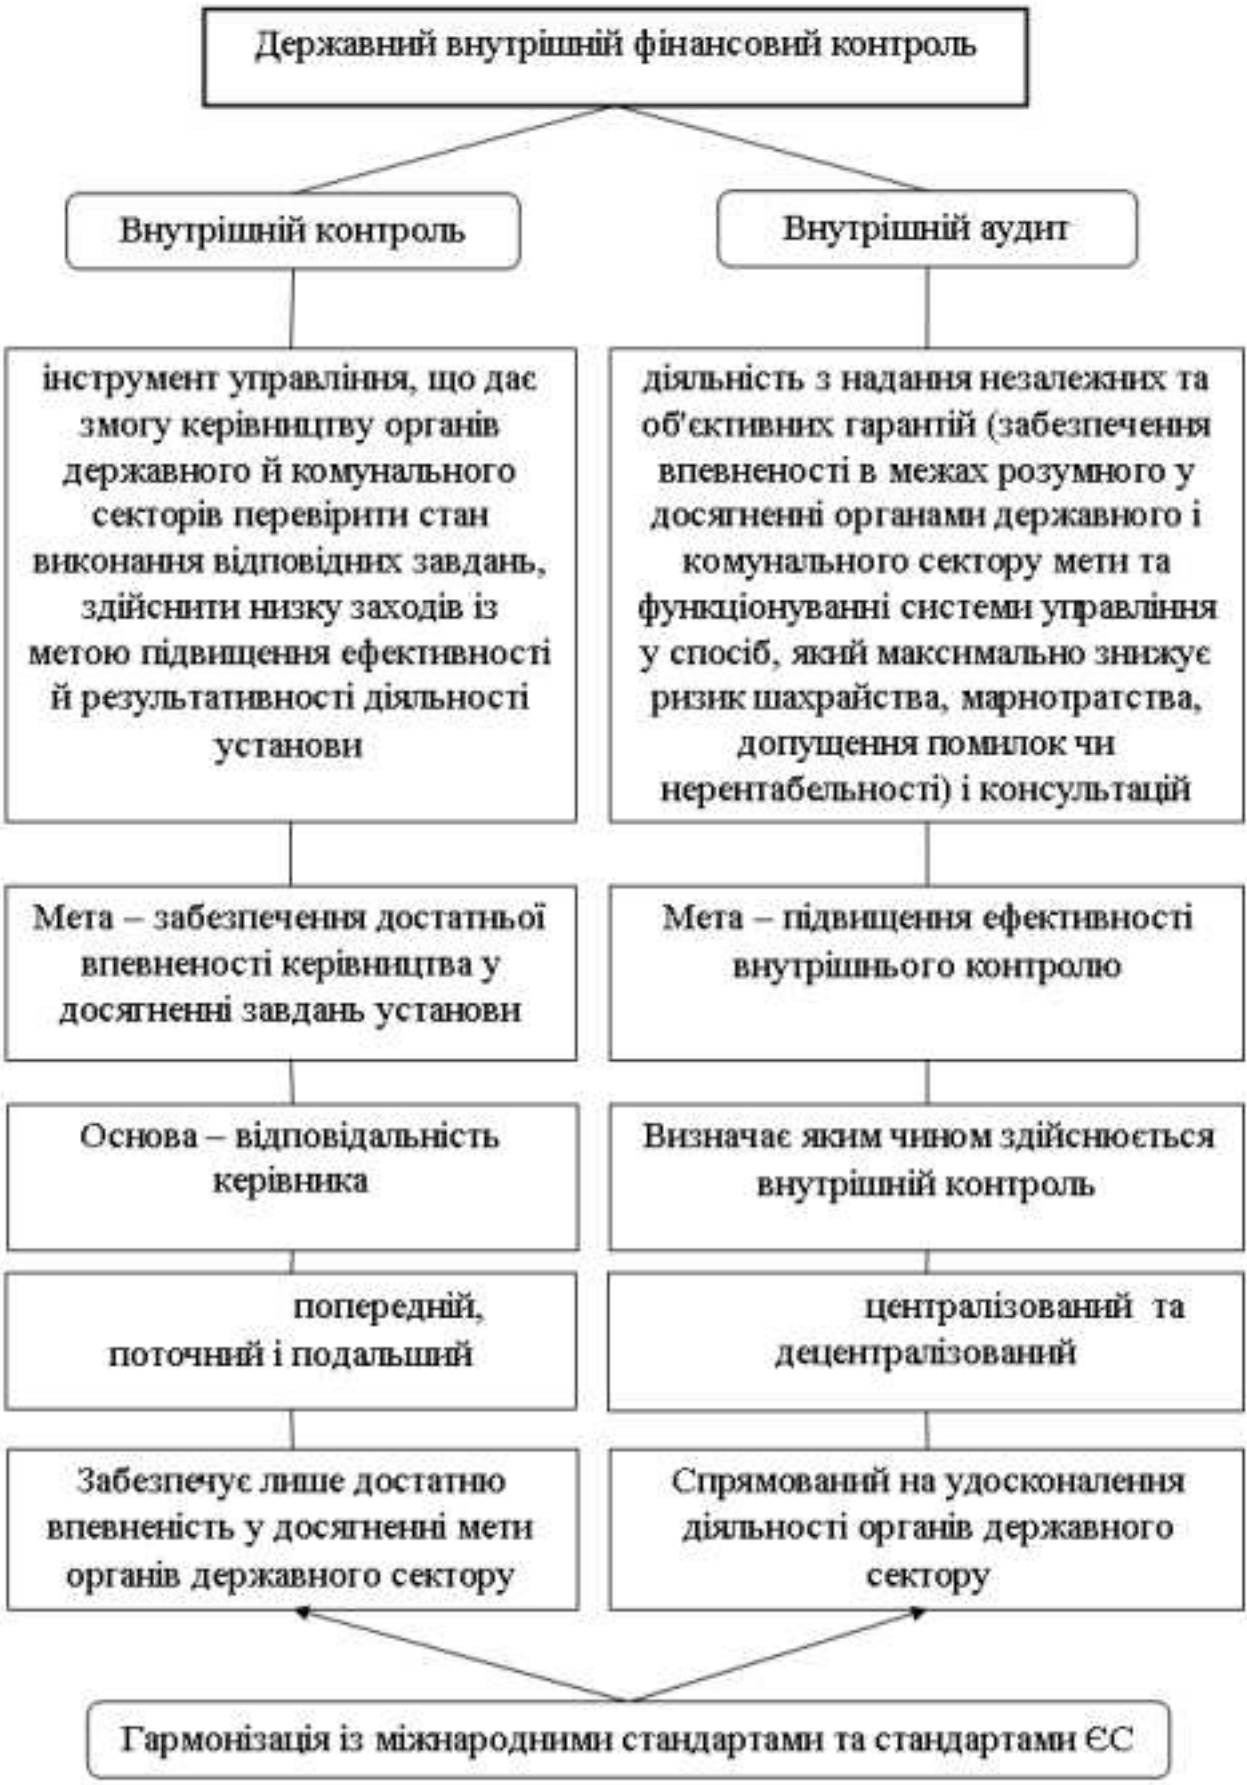 Державний внутрішній фінансовий контроль
Внутрішній контроль
Внутрішній аудит
інструмент управління, що дає
змогу керівництву органів
державного й комунального
секторів перевірити стан
виконання відповідних завдань,
здійснити низку заходів із
метою підвищення ефективності
й результативності діяльності
установи
діяльність з надання незалежних та
об'єктивних гарантій (забезпечення
впевненості в межах розумного у
досягненні органами державного і
комунального сектору мети та
функціонуванні системи управління
у спосіб, який максимально знижує
ризик шахрайства, марнотратства,
допущення помилок чи
нерентабельності) і консультацій
Мета – забезпечення достатньої
впевненості керівництва у
досягненні завдань установи
Мета – підвищення ефективності
внутрішнього контролю
Основа – відповідальність
керівника
Визначає яким чином здійснюється
внутрішній контроль
попередній,
поточний і подальший
централізований та
децентралізований
Забезпечує лише достатню
впевненість у досягненні мети
органів державного сектору
Спрямований на удосконалення
діяльності органів державного
сектору
Гармонізація із міжнародними стандартами та стандартами ЄС